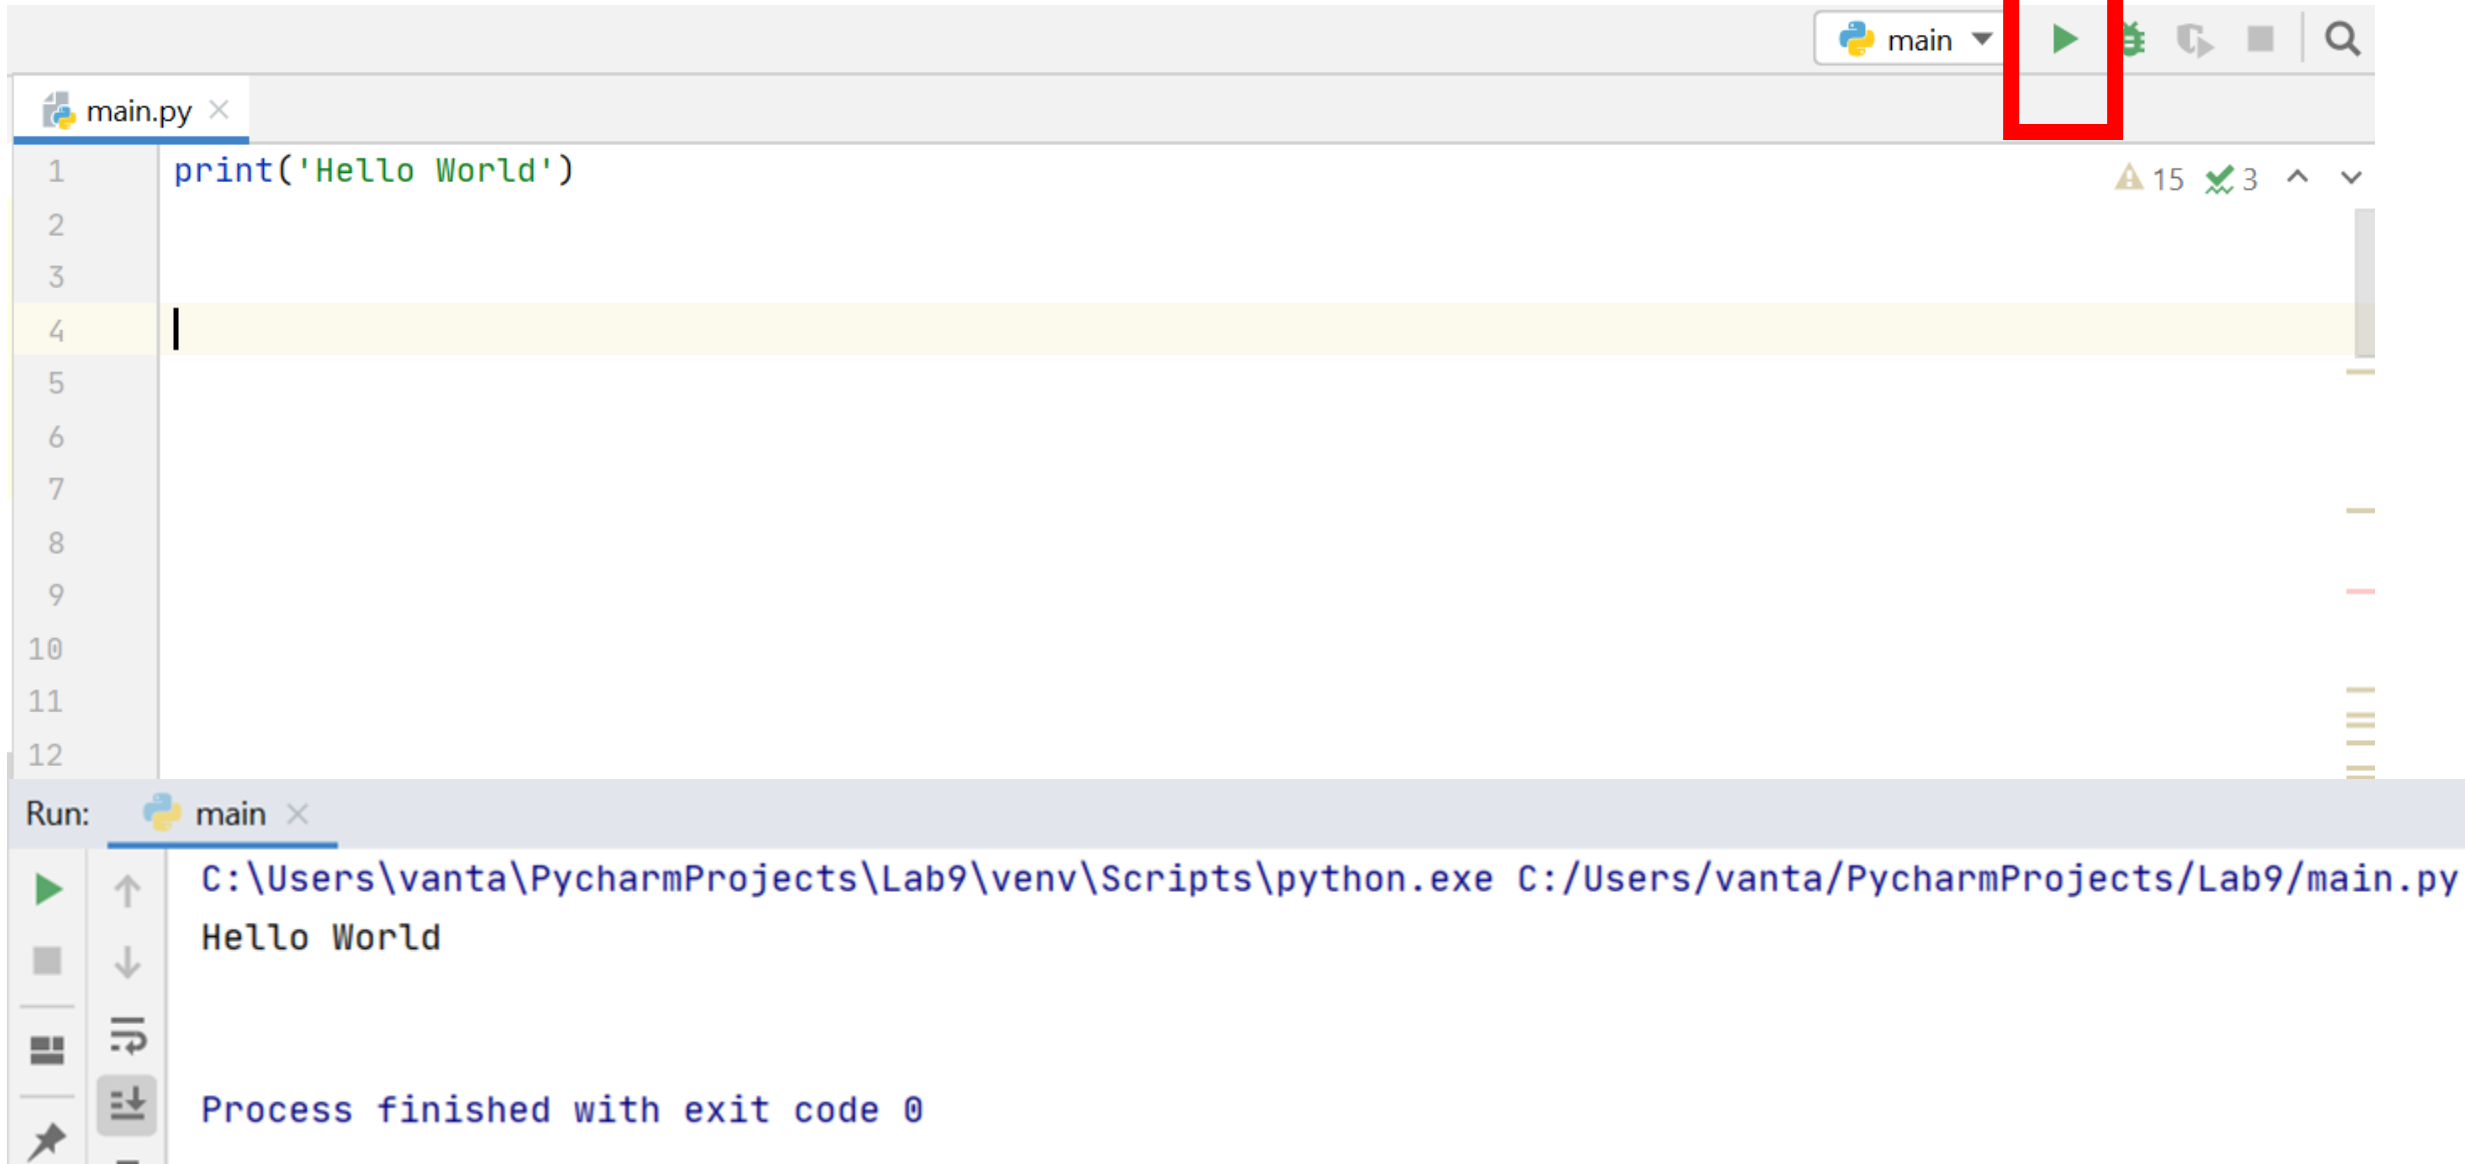 main
main.py
1 print('Hello World')
15 3
2
3
4
5
6
7
8
9
10
11
12
Run: main
C:\Users\vanta\PycharmProjects\Lab9\venv\Scripts\python.exe C:/Users/vanta/PycharmProjects/Lab9/main.py
Hello World
Process finished with exit code 0